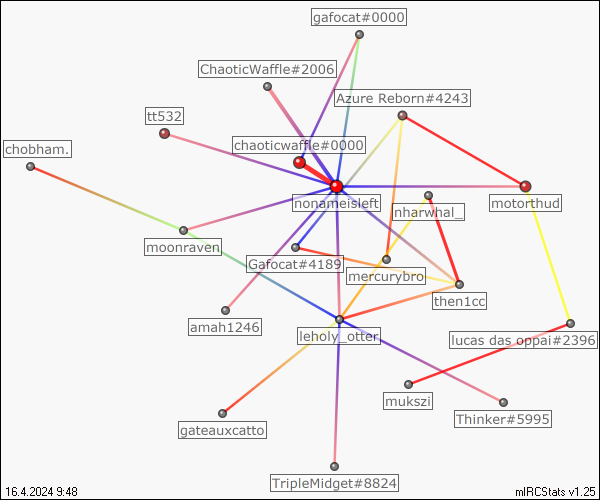 gafocat#0000
ChaoticWaffle#2006
Azure Reborn#4243
tt532
chaoticwaffle#0000
chobham.
nonameisleft
nharwhal_
motorthud
moonraven
Gafocat#4189
mercurybro
then1cc
amah1246
leholy_otter
lucas das oppai#2396
mukszi
Thinker#5995
gateauxcatto
TripleMidget#8824
16.4.2024 9:48
mIRCStats v1.25